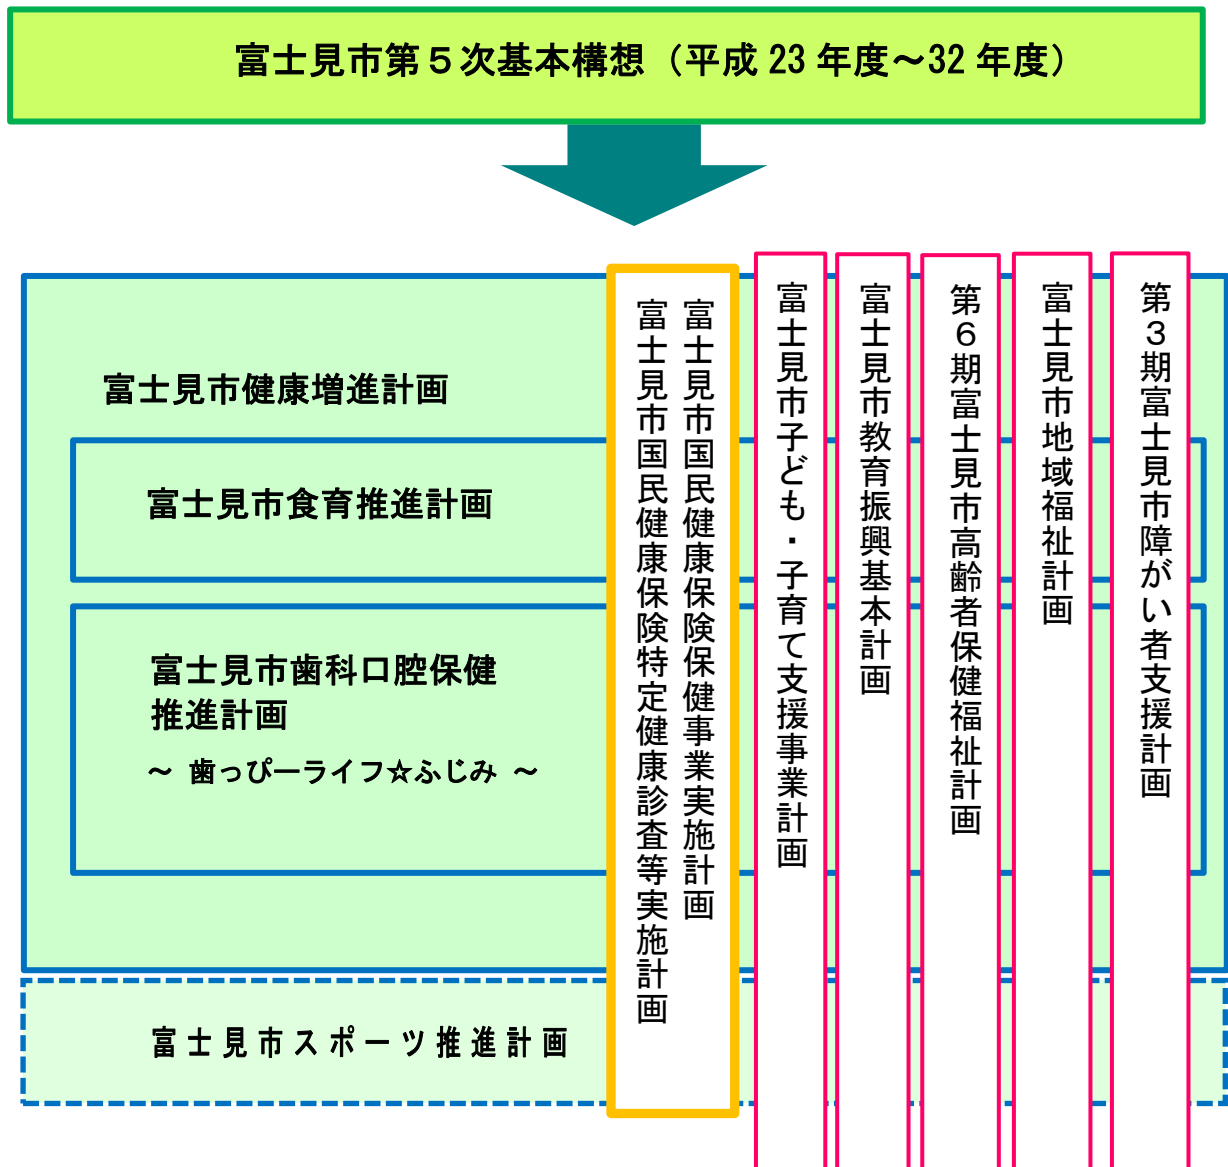 富士見市第５次基本構想（平成 23 年度～32 年度）
富士見市健康増進計画
富士見市食育推進計画
富士見市歯科口腔保健
推進計画
～ 歯っぴーライフ☆ふじみ ～
富士見市スポーツ推進計画
富士見市国民健康保険保健事業実施計画
富士見市国民健康保険特定健康診査等実施計画
富士見市子ども・子育て支援事業計画
富士見市教育振興基本計画
第６期富士見市高齢者保健福祉計画
富士見市地域福祉計画
第３期富士見市障がい者支援計画